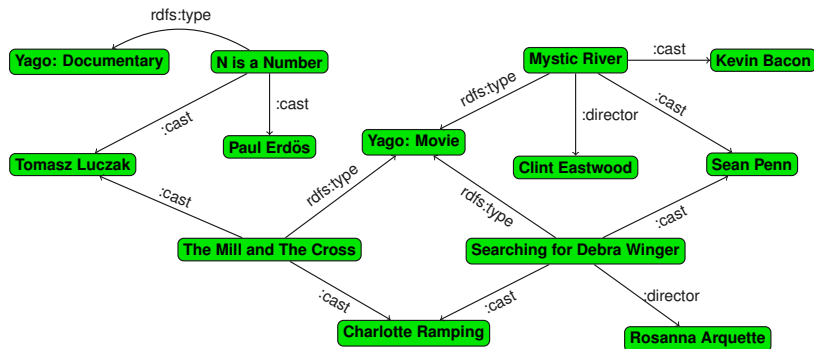 rdfs:type
Yago: Documentary
N is a Number
Mystic River
:cast
Kevin Bacon
:cast
:cast
rdfs:type
:director
:cast
Paul Erdös
Yago: Movie
Tomasz Luczak
Clint Eastwood
Sean Penn
:cast
rdfs:type
rdfs:type
:cast
The Mill and The Cross
Searching for Debra Winger
:cast
:cast
:director
Charlotte Ramping
Rosanna Arquette